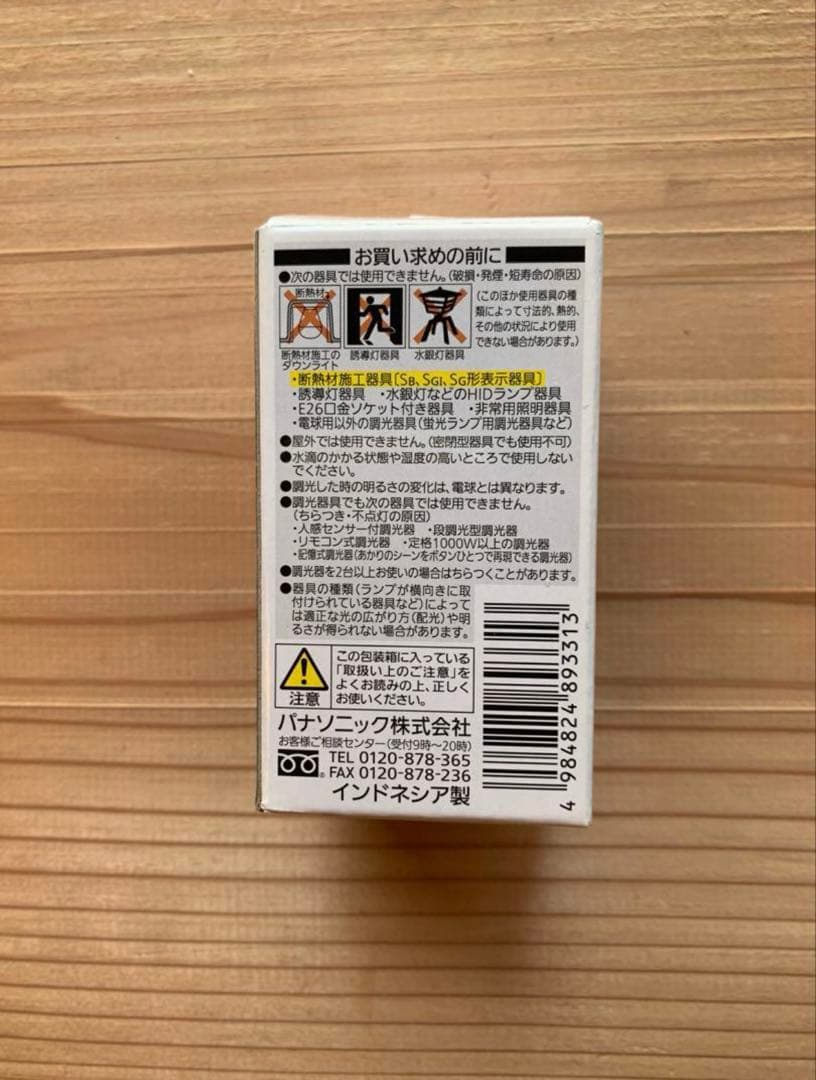 お買い求めの前に
●次の器具では使用できません。(破損・発煙・短寿命の原因)
断熱材
断熱材施工の
ダウンライト
誘導灯器具
水銀灯器具
(このほか使用器具の種
類によって寸法的、熱的、
その他の状況により使用
できない場合があります。)
・断熱材施工器具〔SB、SGI、SG形表示器具〕
・誘導灯器具 ・水銀灯などのHIDランプ器具
・E26口金ソケット付き器具 ・非常用照明器具
・電球用以外の調光器具(蛍光ランプ用調光器具など)
●屋外では使用できません。(密閉型器具でも使用不可)
●水滴のかかる状態や湿度の高いところで使用しない
でください。
●調光した時の明るさの変化は、電球とは異なります。
●調光器具でも次の器具では使用できません。
(ちらつき・不点灯の原因)
・人感センサー付調光器 ・段調光型調光器
・リモコン式調光器 ・定格1000W以上の調光器
・記憶式調光器(あかりのシーンをボタンひとつで再現できる調光器)
●調光器を2台以上お使いの場合はちらつくことがあります。
●器具の種類(ランプが横向きに取
付けられている器具など)によって
は適正な光の広がり方(配光)や明
るさが得られない場合があります。
注意
この包装箱に入っている
「取扱い上のご注意」を
よくお読みの上、正しく
お使いください。
パナソニック株式会社
お客様ご相談センター(受付9時〜20時)
TEL 0120-878-365
FAX 0120-878-236
インドネシア製
4 984824 893313